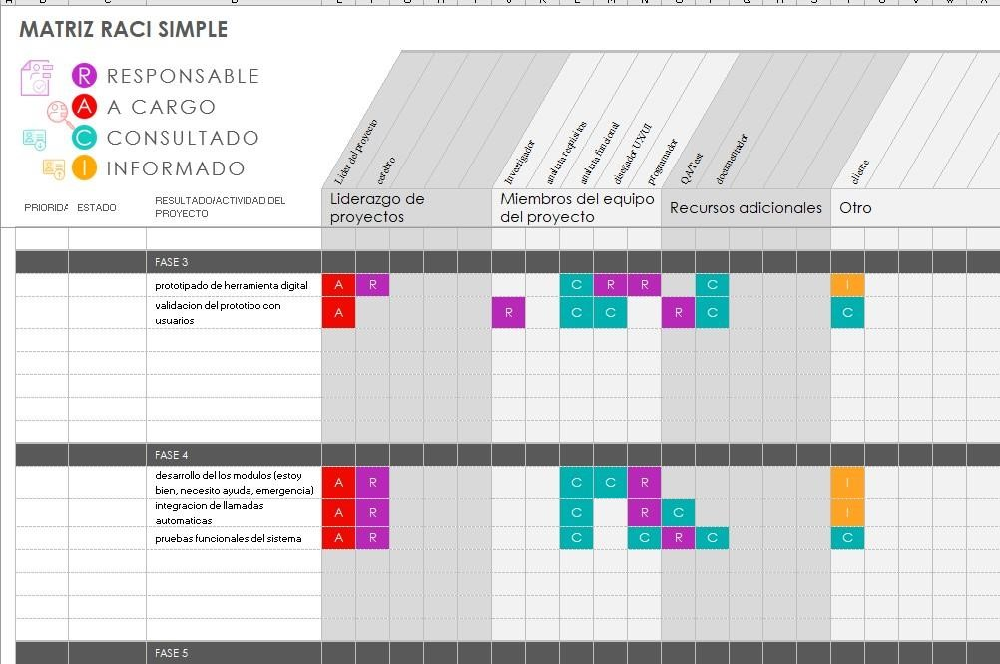 MATRIZ RACI SIMPLE
R RESPONSABLE
A A CARGO
C CONSULTADO
I INFORMADO
Lider del proyecto
cerebro
Investigador
analista requisitos
analista funcional
diseñador UX/UI
programador
QA/Test
documentador
cliente
PRIORIDA ESTADO
RESULTADO/ACTIVIDAD DEL
PROYECTO
Liderazgo de
proyectos
Miembros del equipo
del proyecto
Recursos adicionales
Otro
FASE 3
prototipado de herramienta digital A R C R R C I
validacion del prototipo con
usuarios A R C C R C C
FASE 4
desarrollo del los modulos (estoy
bien, necesito ayuda, emergencia) A R C C R I
integracion de llamadas
automaticas A R C R C I
pruebas funcionales del sistema A R C C R C C
FASE 5